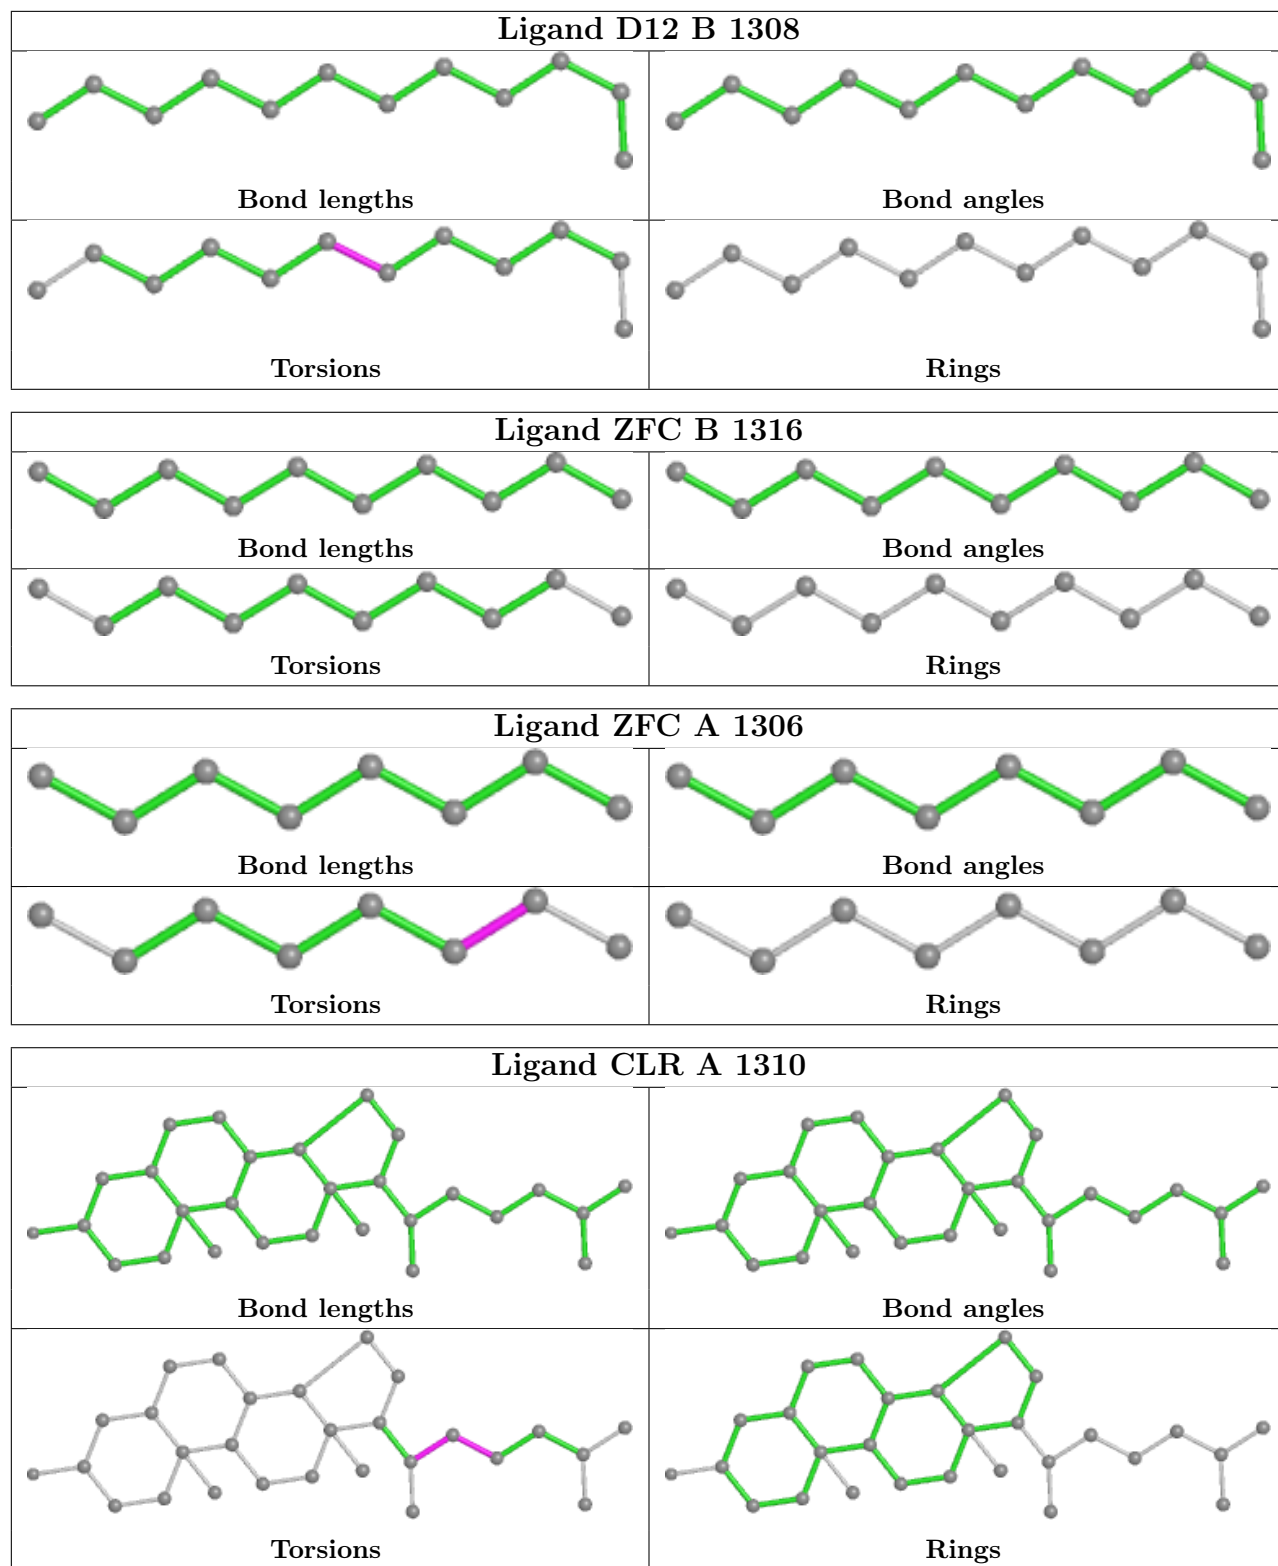 Ligand D12 B 1308
Bond lengths
Bond angles
Torsions
Rings
Ligand ZFC B 1316
Bond lengths
Bond angles
Torsions
Rings
Ligand ZFC A 1306
Bond lengths
Bond angles
Torsions
Rings
Ligand CLR A 1310
Bond lengths
Bond angles
Torsions
Rings